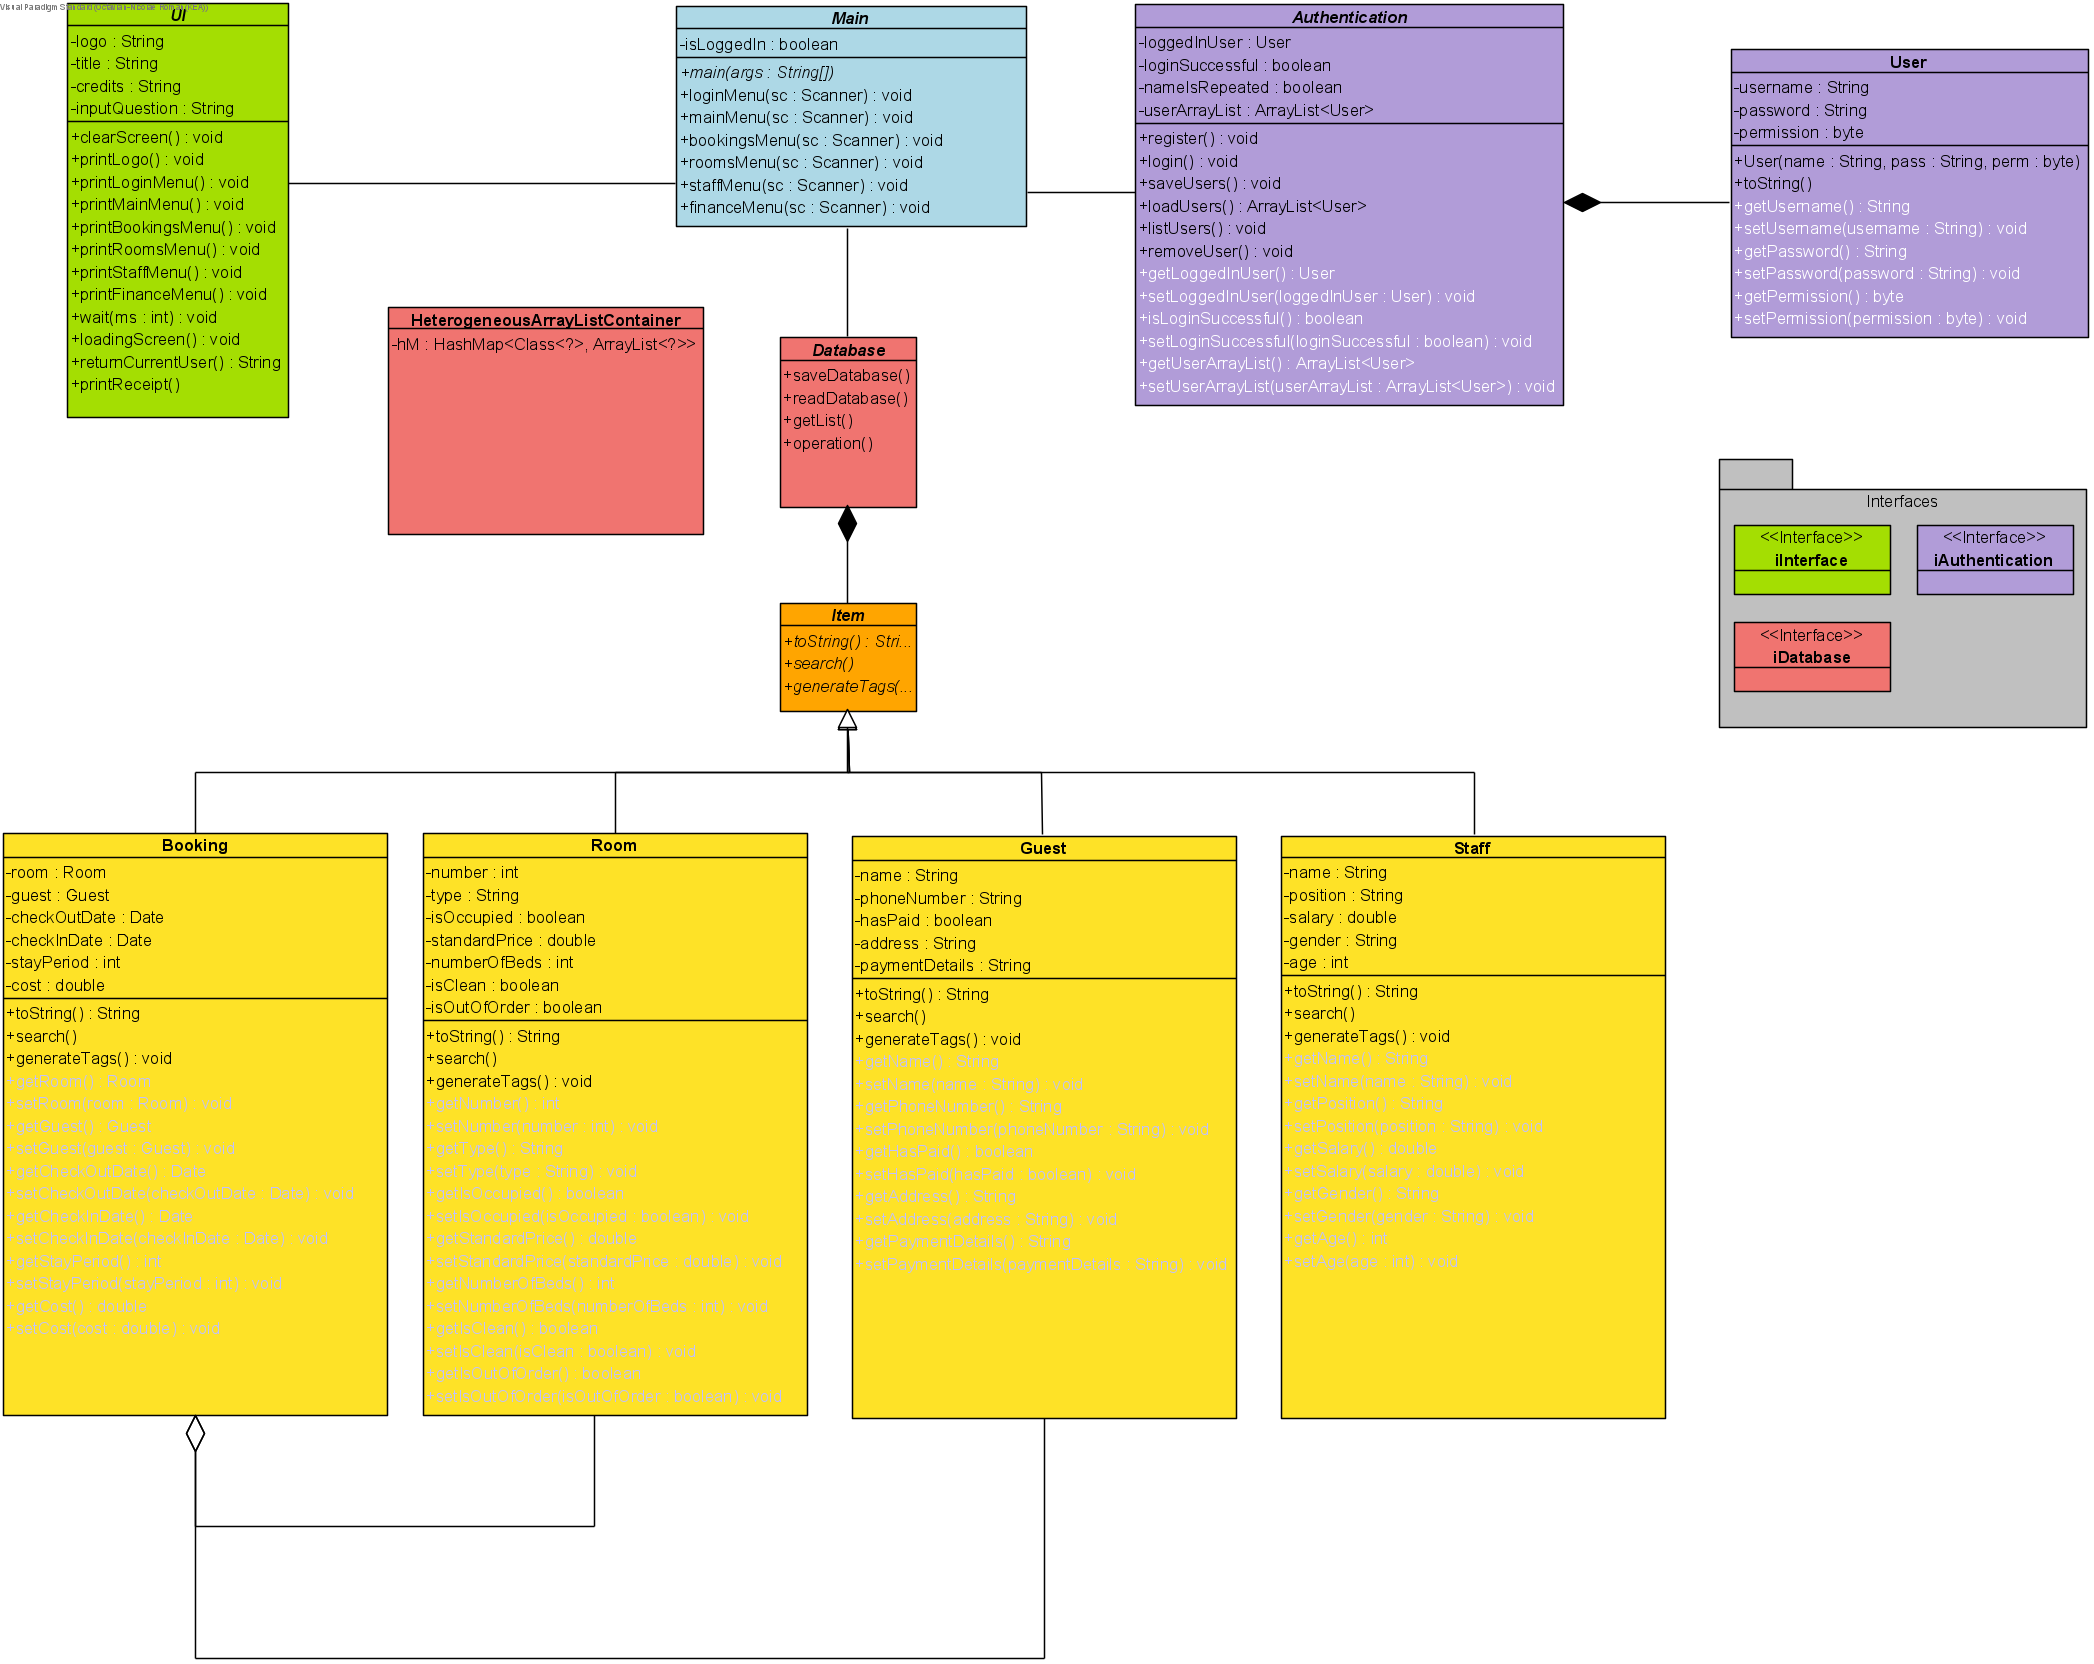 UI
-logo : String
-title : String
-credits : String
-inputQuestion : String
+clearScreen() : void
+printLogo() : void
+printLoginMenu() : void
+printMainMenu() : void
+printBookingsMenu() : void
+printRoomsMenu() : void
+printStaffMenu() : void
+printFinanceMenu() : void
+wait(ms : int) : void
+loadingScreen() : void
+returnCurrentUser() : String
+printReceipt()
Main
-isLoggedIn : boolean
+main(args : String[])
+loginMenu(sc : Scanner) : void
+mainMenu(sc : Scanner) : void
+bookingsMenu(sc : Scanner) : void
+roomsMenu(sc : Scanner) : void
+staffMenu(sc : Scanner) : void
+financeMenu(sc : Scanner) : void
Authentication
-loggedInUser : User
-loginSuccessful : boolean
-nameIsRepeated : boolean
-userArrayList : ArrayList<User>
+register() : void
+login() : void
+saveUsers() : void
+loadUsers() : ArrayList<User>
+listUsers() : void
+removeUser() : void
+getLoggedInUser() : User
+setLoggedInUser(loggedInUser : User) : void
+isLoginSuccessful() : boolean
+setLoginSuccessful(loginSuccessful : boolean) : void
+getUserArrayList() : ArrayList<User>
+setUserArrayList(userArrayList : ArrayList<User>) : void
User
-username : String
-password : String
-permission : byte
+User(name : String, pass : String, perm : byte)
+toString()
+getUsername() : String
+setUsername(username : String) : void
+getPassword() : String
+setPassword(password : String) : void
+getPermission() : byte
+setPermission(permission : byte) : void
HeterogeneousArrayListContainer
-hM : HashMap<Class<?>, ArrayList<?>>
Database
+saveDatabase()
+readDatabase()
+getList()
+operation()
Interfaces
<<Interface>>
iInterface
<<Interface>>
iAuthentication
<<Interface>>
iDatabase
Item
+toString() : Stri...
+search()
+generateTags(...
Booking
-room : Room
-guest : Guest
-checkOutDate : Date
-checkInDate : Date
-stayPeriod : int
-cost : double
+toString() : String
+search()
+generateTags() : void
+getRoom() : Room
+setRoom(room : Room) : void
+getGuest() : Guest
+setGuest(guest : Guest) : void
+getCheckOutDate() : Date
+setCheckOutDate(checkOutDate : Date) : void
+getCheckInDate() : Date
+setCheckInDate(checkInDate : Date) : void
+getStayPeriod() : int
+setStayPeriod(stayPeriod : int) : void
+getCost() : double
+setCost(cost : double) : void
Room
-number : int
-type : String
-isOccupied : boolean
-standardPrice : double
-numberOfBeds : int
-isClean : boolean
-isOutOfOrder : boolean
+toString() : String
+search()
+generateTags() : void
+getNumber() : int
+setNumber(number : int) : void
+getType() : String
+setType(type : String) : void
+getIsOccupied() : boolean
+setIsOccupied(isOccupied : boolean) : void
+getStandardPrice() : double
+setStandardPrice(standardPrice : double) : void
+getNumberOfBeds() : int
+setNumberOfBeds(numberOfBeds : int) : void
+getIsClean() : boolean
+setIsClean(isClean : boolean) : void
+getIsOutOfOrder() : boolean
+setIsOutOfOrder(isOutOfOrder : boolean) : void
Guest
-name : String
-phoneNumber : String
-hasPaid : boolean
-address : String
-paymentDetails : String
+toString() : String
+search()
+generateTags() : void
+getName() : String
+setName(name : String) : void
+getPhoneNumber() : String
+setPhoneNumber(phoneNumber : String) : void
+getHasPaid() : boolean
+setHasPaid(hasPaid : boolean) : void
+getAddress() : String
+setAddress(address : String) : void
+getPaymentDetails() : String
+setPaymentDetails(paymentDetails : String) : void
Staff
-name : String
-position : String
-salary : double
-gender : String
-age : int
+toString() : String
+search()
+generateTags() : void
+getName() : String
+setName(name : String) : void
+getPosition() : String
+setPosition(position : String) : void
+getSalary() : double
+setSalary(salary : double) : void
+getGender() : String
+setGender(gender : String) : void
+getAge() : int
+setAge(age : int) : void